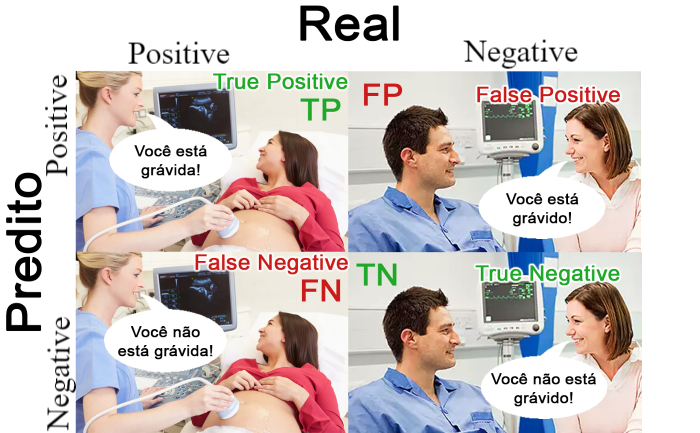 Real
Positive
Negative
Predito
Positive
True Positive
TP
Você está
grávida!
FP
False Positive
Você está
grávido!
Negative
False Negative
FN
Você não
está grávida!
TN
True Negative
Você não está
grávido!